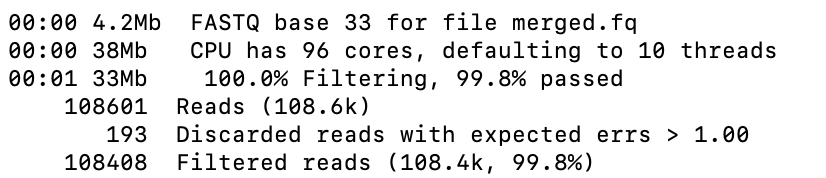 00:00 4.2Mb  FASTQ base 33 for file merged.fq
00:00 38Mb   CPU has 96 cores, defaulting to 10 threads
00:01 33Mb    100.0% Filtering, 99.8% passed
    108601  Reads (108.6k)
       193  Discarded reads with expected errs > 1.00
    108408  Filtered reads (108.4k, 99.8%)